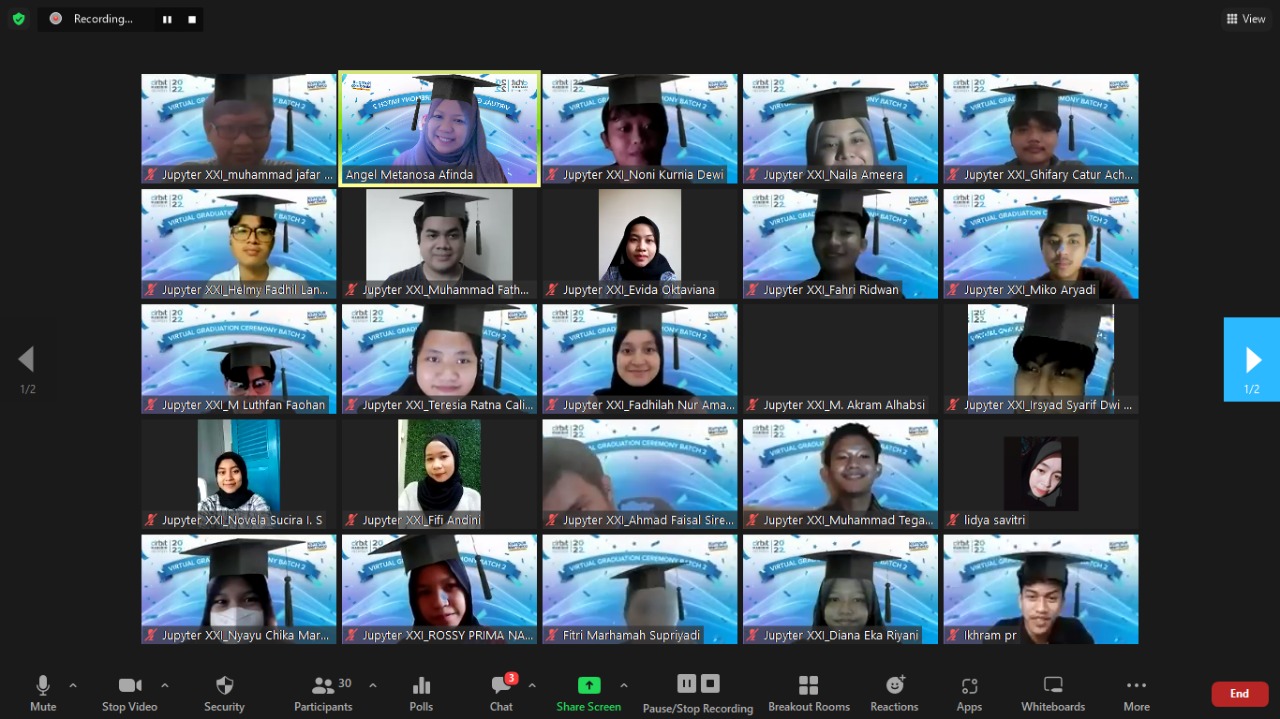 Recording...
View
Jupyter XXI_muhammad jafar ...
Angel Metanosa Afinda
Jupyter XXI_Noni Kurnia Dewi
Jupyter XXI_Naila Ameera
Jupyter XXI_Ghifary Catur Ach...
Jupyter XXI_Helmy Fadhil Lan...
Jupyter XXI_Muhammad Fath...
Jupyter XXI_Evida Oktaviana
Jupyter XXI_Fahri Ridwan
Jupyter XXI_Miko Aryadi
VIRTUAL GRADUATION CEREMONY BATCH 2
1/2
1/2
Jupyter XXI_M Luthfan Faohan
Jupyter XXI_Teresia Ratna Cali...
Jupyter XXI_Fadhilah Nur Ama...
Jupyter XXI_M. Akram Alhabsi
Jupyter XXI_Irsyad Syarif Dwi ...
Jupyter XXI_Novela Sucira I. S
Jupyter XXI_Fifi Andini
Jupyter XXI_Ahmad Faisal Sire...
Jupyter XXI_Muhammad Tega...
lidya savitri
VIRTUAL GRADUATION CEREMONY BATCH 2
Jupyter XXI_Nyayu Chika Mar...
Jupyter XXI_ROSSY PRIMA NA...
Fitri Marhamah Supriyadi
Jupyter XXI_Diana Eka Riyani
Ikhram pr
30
3
Mute
Stop Video
Security
Participants
Polls
Chat
Share Screen
Pause/Stop Recording
Breakout Rooms
Reactions
Apps
Whiteboards
More
End